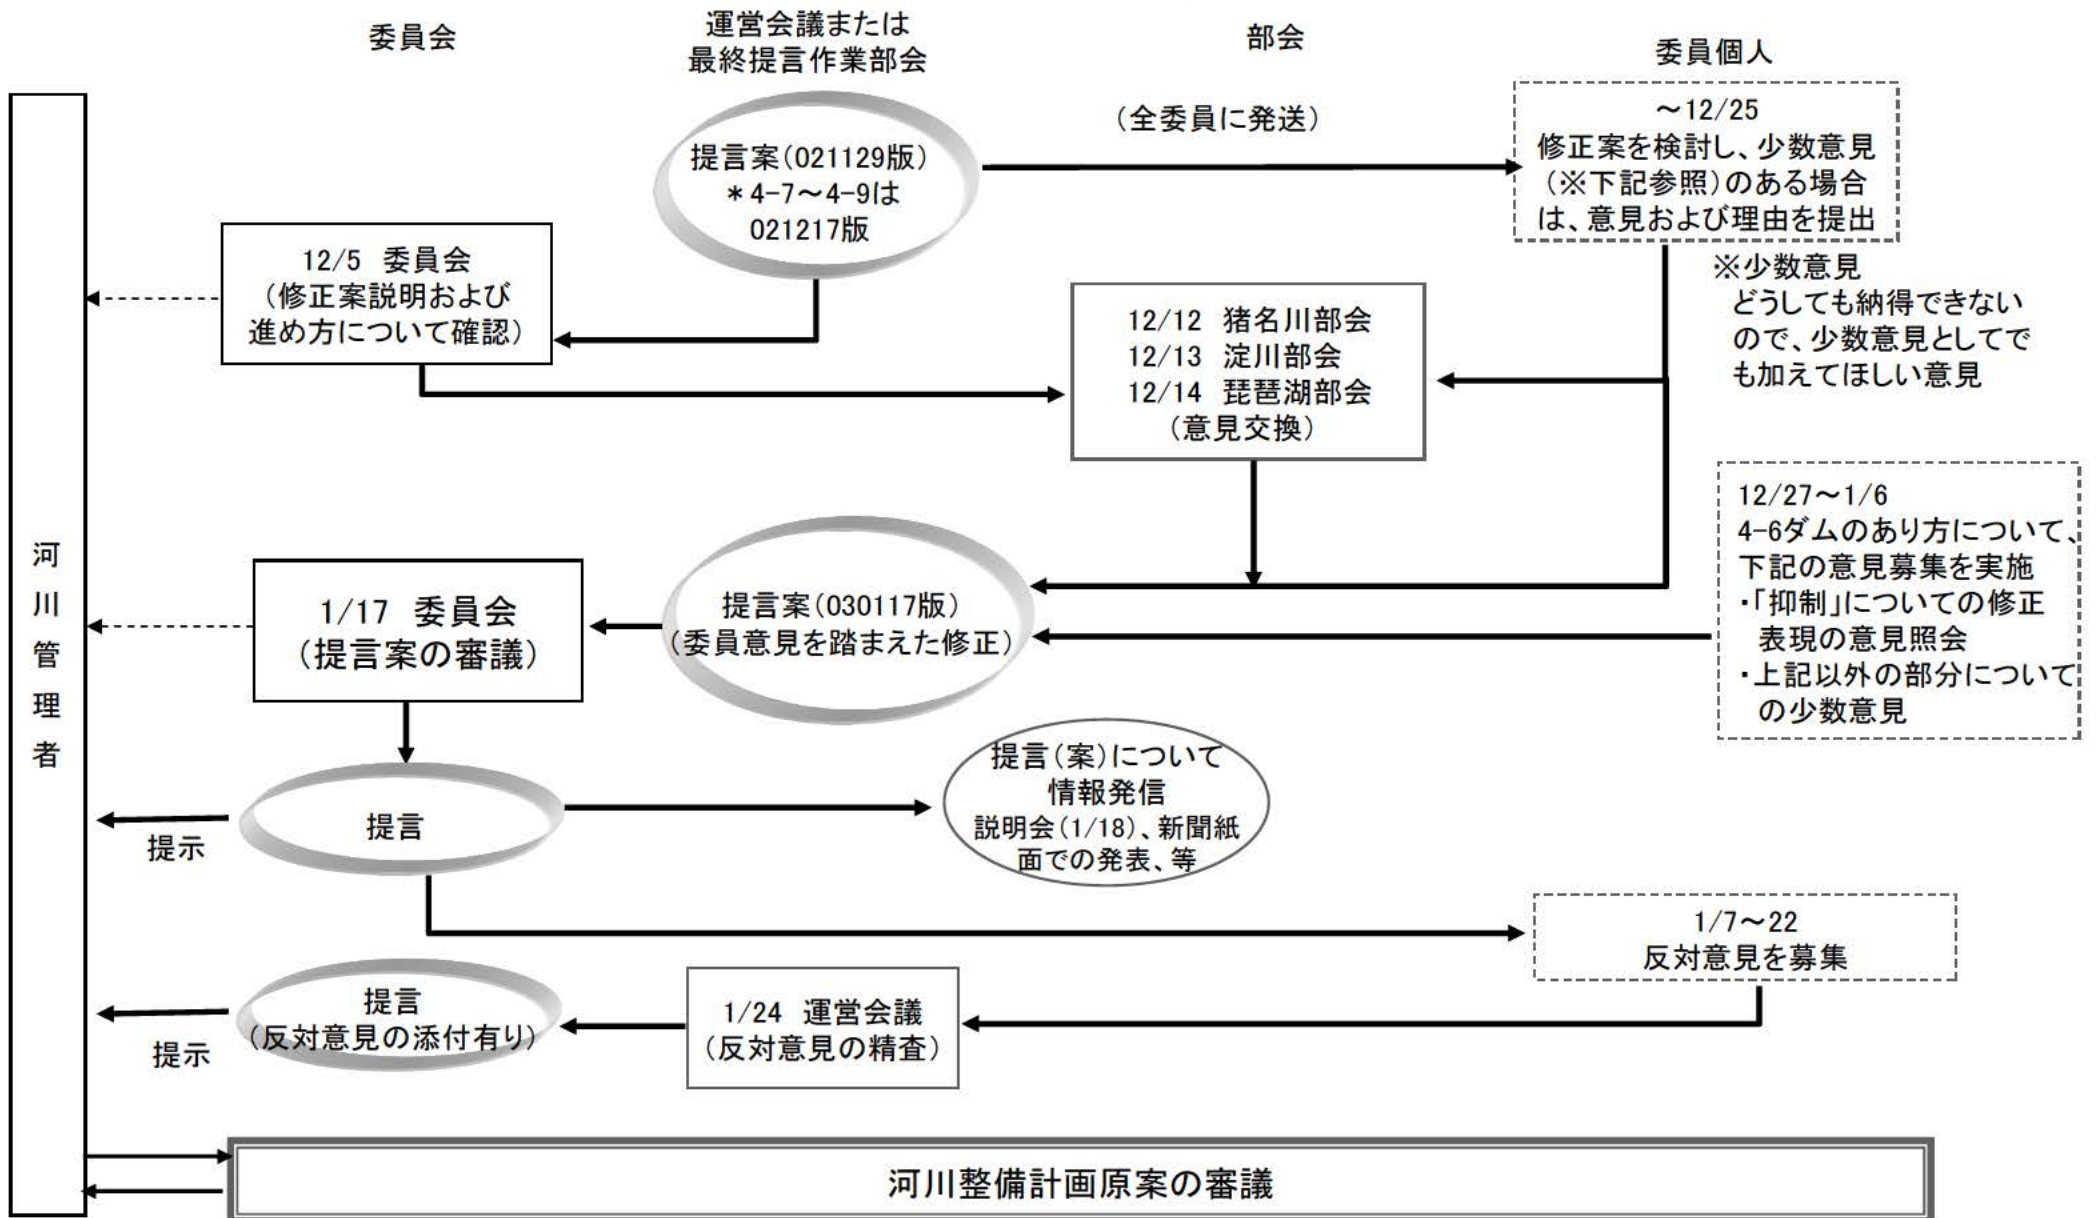 委員会
運営会議または
最終提言作業部会
部会
委員個人
河川管理者
提言案(021129版)
＊4-7～4-9は
021217版
(全委員に発送)
～12/25
修正案を検討し、少数意見
(※下記参照)のある場合
は、意見および理由を提出
※少数意見
どうしても納得できない
ので、少数意見としてで
も加えてほしい意見
12/5 委員会
(修正案説明および
進め方について確認)
12/12 猪名川部会
12/13 淀川部会
12/14 琵琶湖部会
(意見交換)
12/27～1/6
4-6ダムのあり方について、
下記の意見募集を実施
・「抑制」についての修正
表現の意見照会
・上記以外の部分について
の少数意見
提言案(030117版)
(委員意見を踏まえた修正)
1/17 委員会
(提言案の審議)
提言
提示
提言(案)について
情報発信
説明会(1/18)、新聞紙
面での発表、等
1/7～22
反対意見を募集
1/24 運営会議
(反対意見の精査)
提言
(反対意見の添付有り)
提示
河川整備計画原案の審議